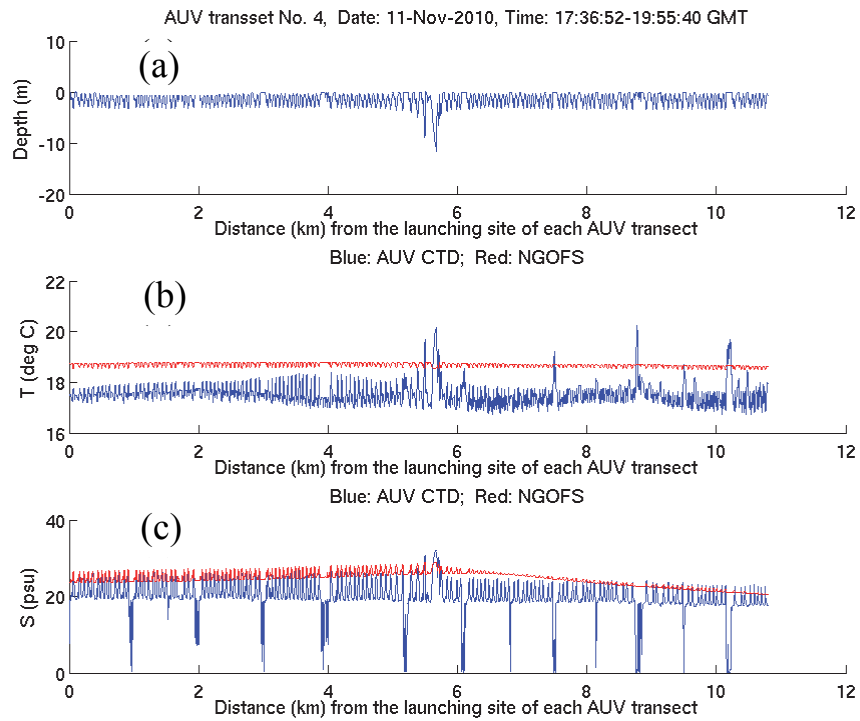 AUV transset No. 4, Date: 11-Nov-2010, Time: 17:36:52-19:55:40 GMT
(a)
10
0
-10
-20
Depth (m)
0 2 4 6 8 10 12
Distance (km) from the launching site of each AUV transect
Blue: AUV CTD; Red: NGOFS
(b)
22
20
18
16
T (deg C)
0 2 4 6 8 10 12
Distance (km) from the launching site of each AUV transect
Blue: AUV CTD; Red: NGOFS
(c)
40
20
0
S (psu)
0 2 4 6 8 10 12
Distance (km) from the launching site of each AUV transect